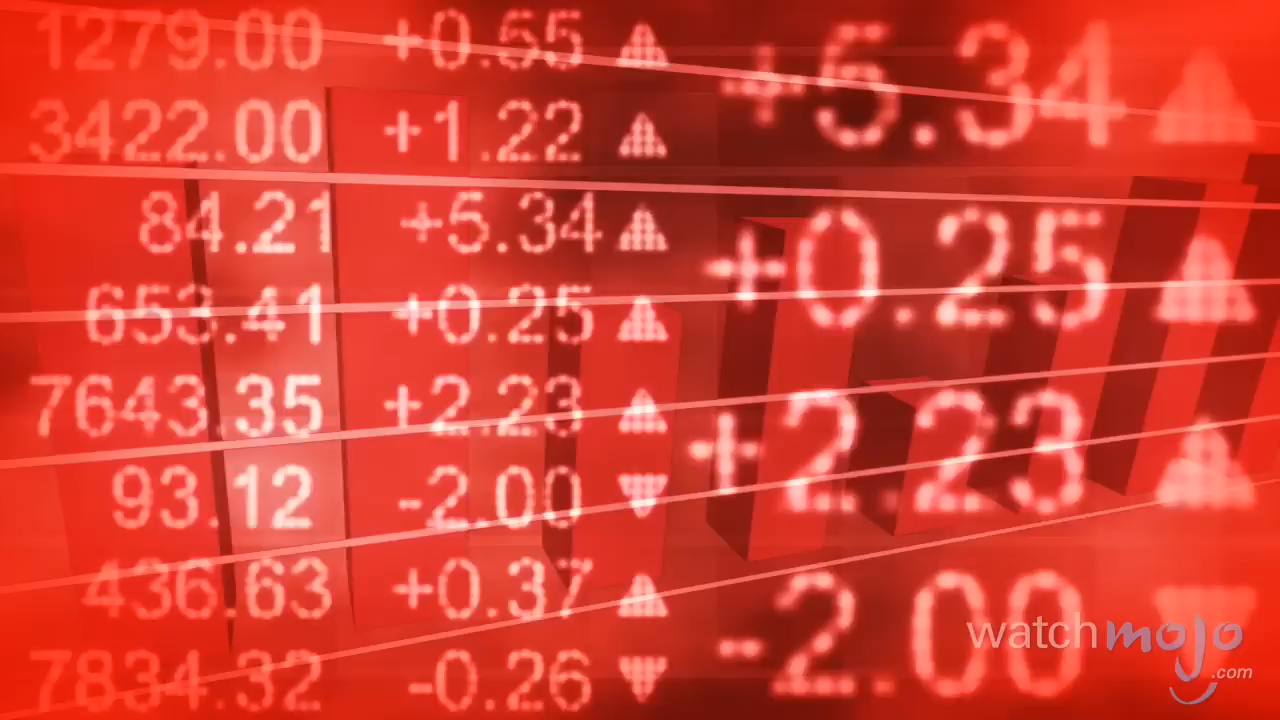 1279.00 +0.55 ▲
3422.00 +1.22 ▲
84.21 +5.34 ▲
653.41 +0.25 ▲
7643.35 +2.23 ▲
93.12 -2.00 ▼
436.63 +0.37 ▲
7834.32 -0.26 ▼
+5.34 ▲
+0.25 ▲
+2.23 ▲
-2.00 ▼
watchmojo
.com